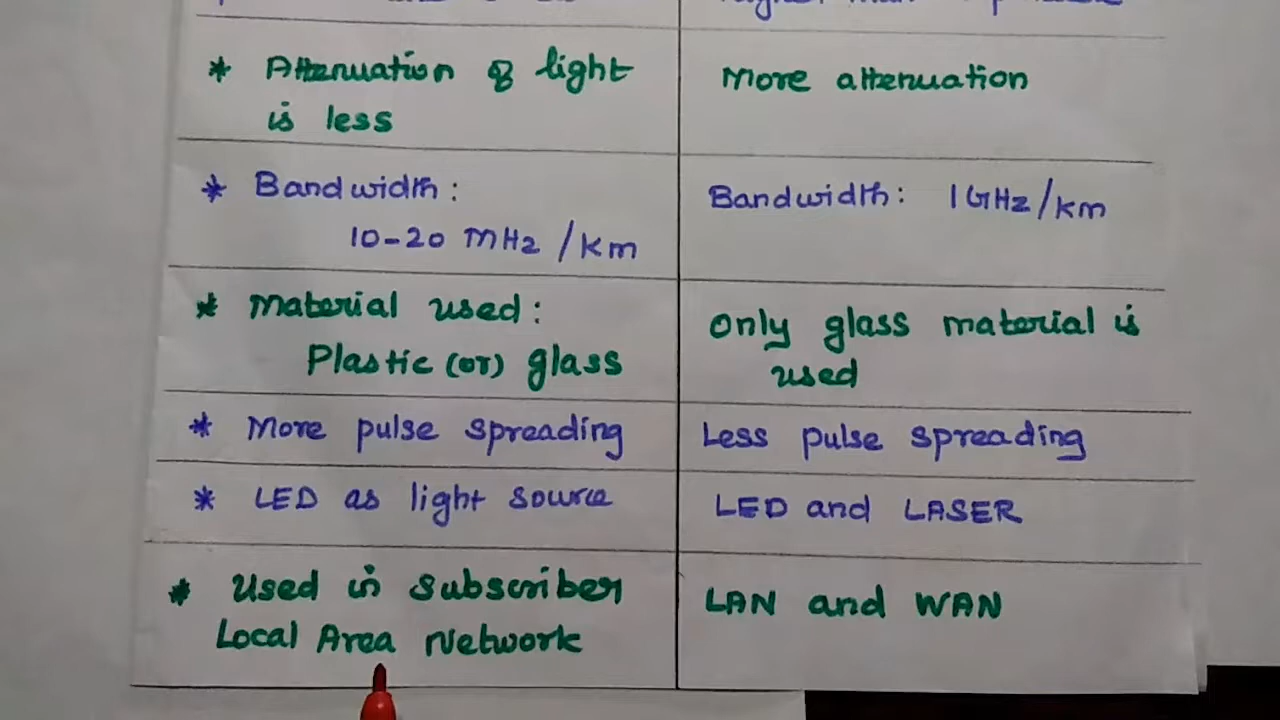 * Attenuation of light
is less
More attenuation
* Bandwidth:
10-20 MHz/Km
Bandwidth: 1GHz/Km
* Material used:
Plastic (or) glass
Only glass material is
used
* More pulse spreading
Less pulse spreading
* LED as light source
LED and LASER
* Used in Subscriber
Local Area Network
LAN and WAN